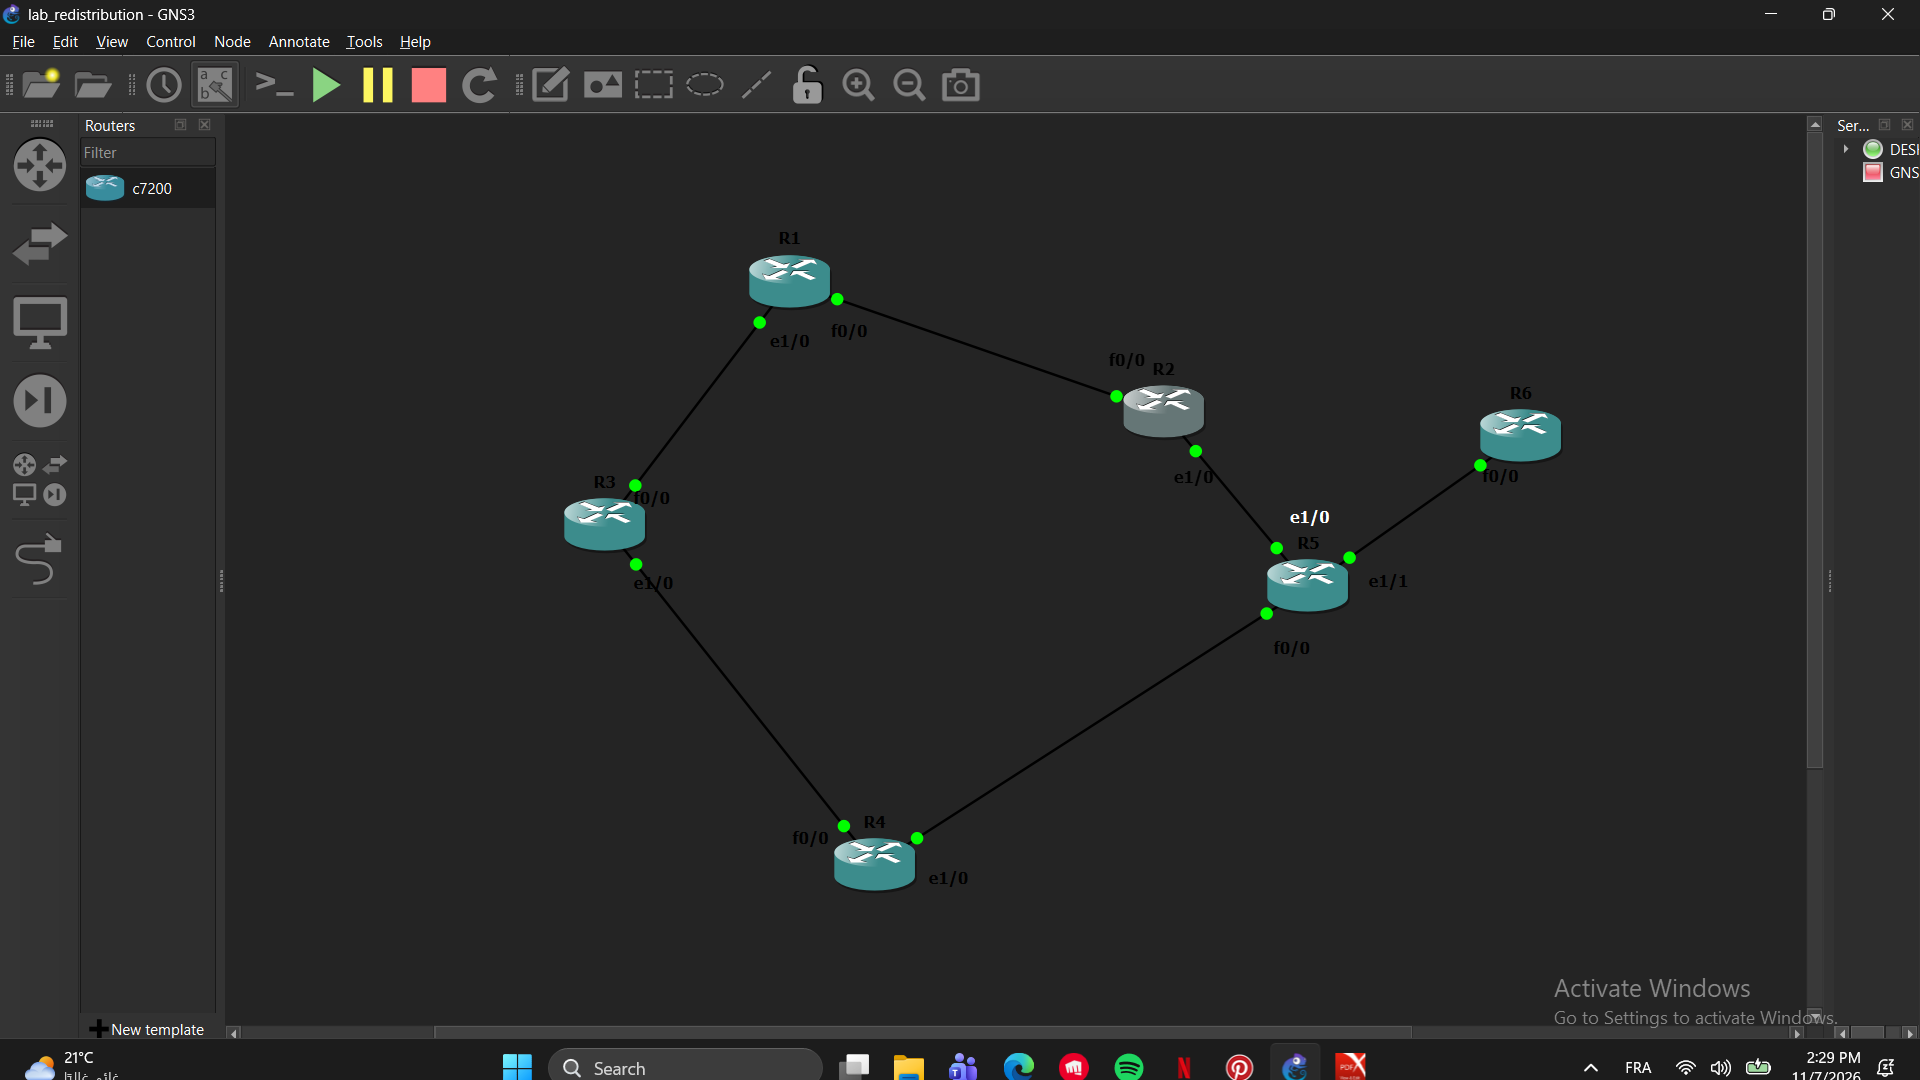 lab_redistribution - GNS3
File Edit View Control Node Annotate Tools Help
Routers
Ser...
Filter
c7200
DESI
GNS
R1
e1/0
f0/0
f0/0
R2
e1/0
R6
f0/0
R3
f0/0
e1/0
e1/0
R5
e1/1
f0/0
R4
f0/0
e1/0
Activate Windows
Go to Settings to activate Windows.
New template
21°C
Search
FRA
2:29 PM
11/7/2026